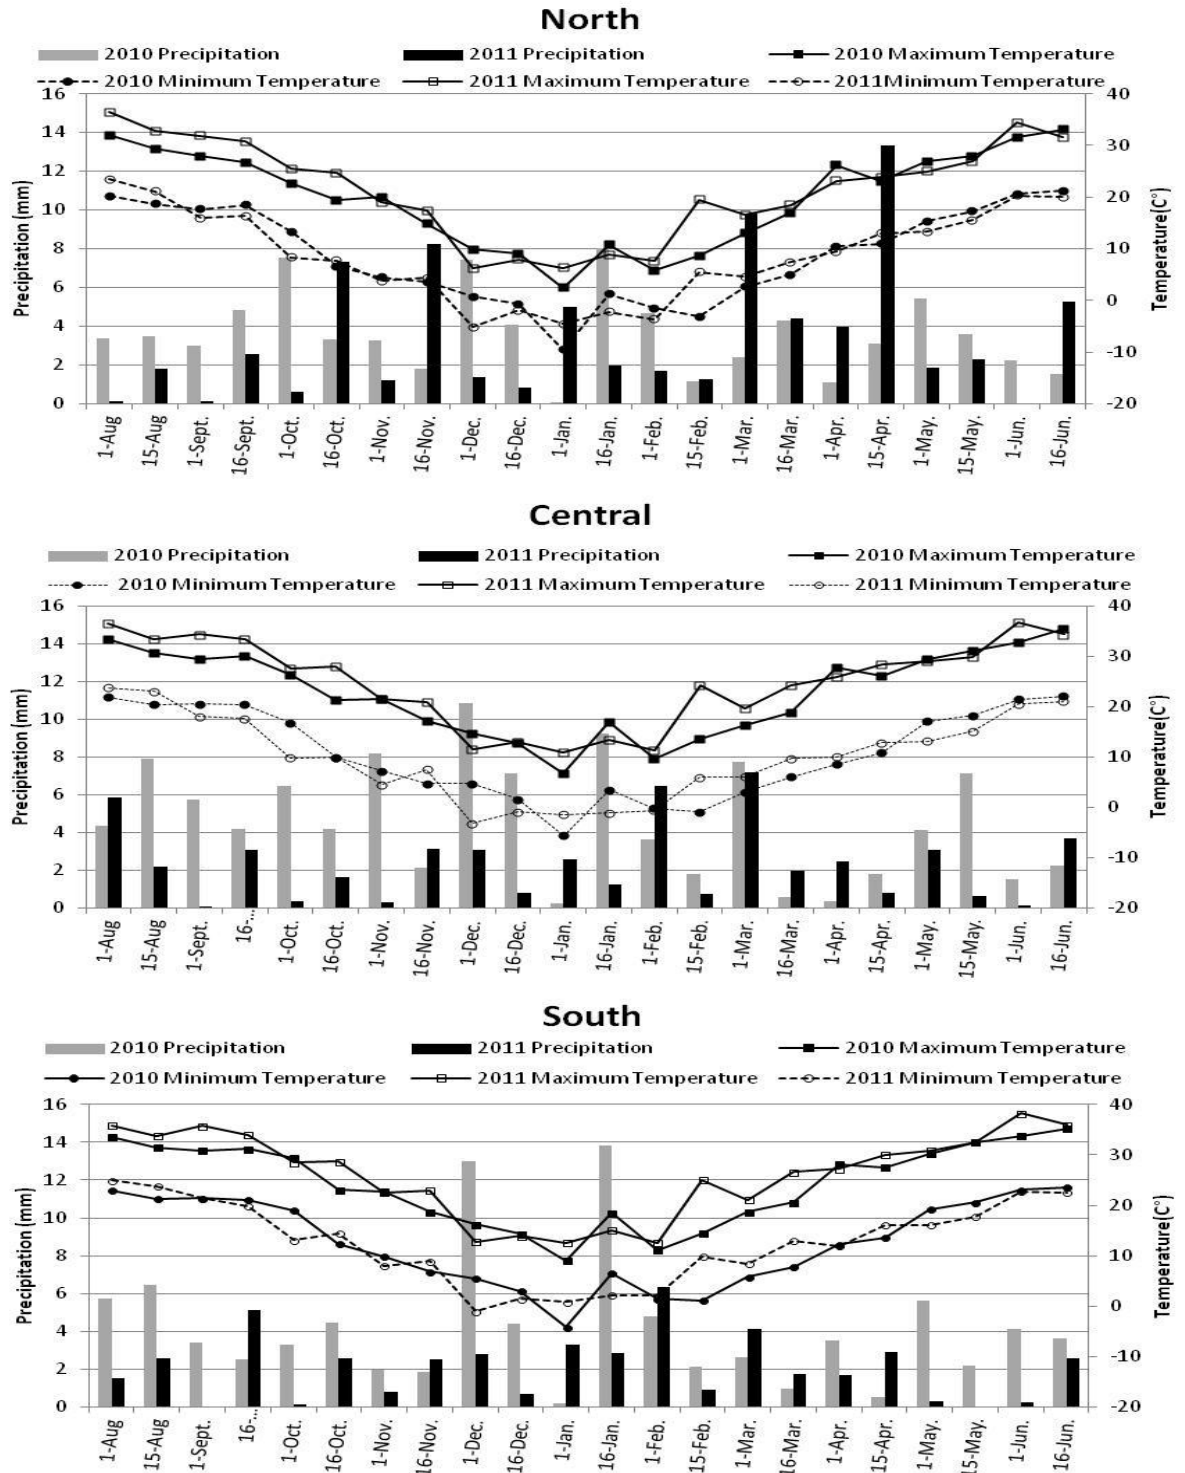 North
2010 Precipitation 2011 Precipitation 2010 Maximum Temperature
2010 Minimum Temperature 2011 Maximum Temperature 2011Minimum Temperature
16 40
14 30
12
10 20
8 10
6 0
4
2 -10
0 -20
Precipitation (mm)
Temperature(C°)
1-Aug 15-Aug 1-Sept. 16-Sept. 1-Oct. 16-Oct. 1-Nov. 16-Nov. 1-Dec. 16-Dec. 1-Jan. 16-Jan. 1-Feb. 15-Feb. 1-Mar. 16-Mar. 1-Apr. 15-Apr. 1-May. 15-May. 1-Jun. 16-Jun.
Central
2010 Precipitation 2011 Precipitation 2010 Maximum Temperature
2010 Minimum Temperature 2011 Maximum Temperature 2011 Minimum Temperature
16 40
14 30
12
10 20
8 10
6 0
4
2 -10
0 -20
Precipitation (mm)
Temperature(C°)
1-Aug 15-Aug 1-Sept. 16-... 1-Oct. 16-Oct. 1-Nov. 16-Nov. 1-Dec. 16-Dec. 1-Jan. 16-Jan. 1-Feb. 15-Feb. 1-Mar. 16-Mar. 1-Apr. 15-Apr. 1-May. 15-May. 1-Jun. 16-Jun.
South
2010 Precipitation 2011 Precipitation 2010 Maximum Temperature
2010 Minimum Temperature 2011 Maximum Temperature 2011 Minimum Temperature
16 40
14 30
12
10 20
8 10
6 0
4
2 -10
0 -20
Precipitation (mm)
Temperature(C°)
1-Aug 15-Aug 1-Sept. 16-... 1-Oct. 16-Oct. 1-Nov. 16-Nov. 1-Dec. 16-Dec. 1-Jan. 16-Jan. 1-Feb. 15-Feb. 1-Mar. 16-Mar. 1-Apr. 15-Apr. 1-May. 15-May. 1-Jun. 16-Jun.